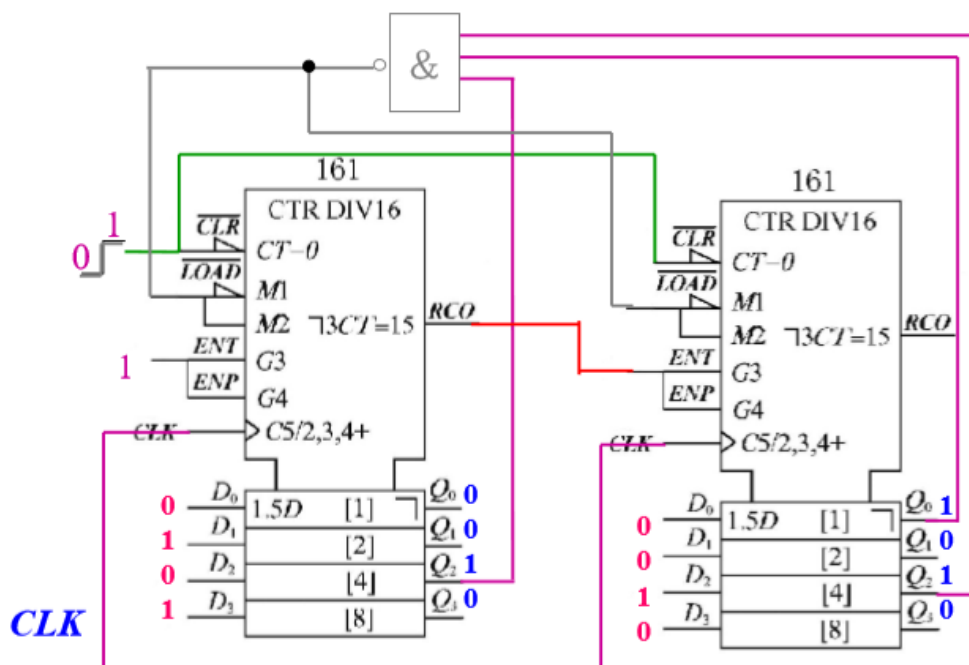 &
161
CTR DIV16
CLR
CT=0
LOAD
M1
M2
ℸ3CT=15
RCO
ENT
G3
ENP
G4
CLK
C5/2,3,4+
0
1
1
D₀
0
1.5D
[1]
Q₀
0
D₁
1
[2]
Q₁
0
D₂
0
[4]
Q₂
1
D₃
1
[8]
Q₃
0
CLK
161
CTR DIV16
CLR
CT=0
LOAD
M1
M2
ℸ3CT=15
RCO
ENT
G3
ENP
G4
CLK
C5/2,3,4+
D₀
0
1.5D
[1]
Q₀
1
D₁
0
[2]
Q₁
0
D₂
1
[4]
Q₂
1
D₃
0
[8]
Q₃
0